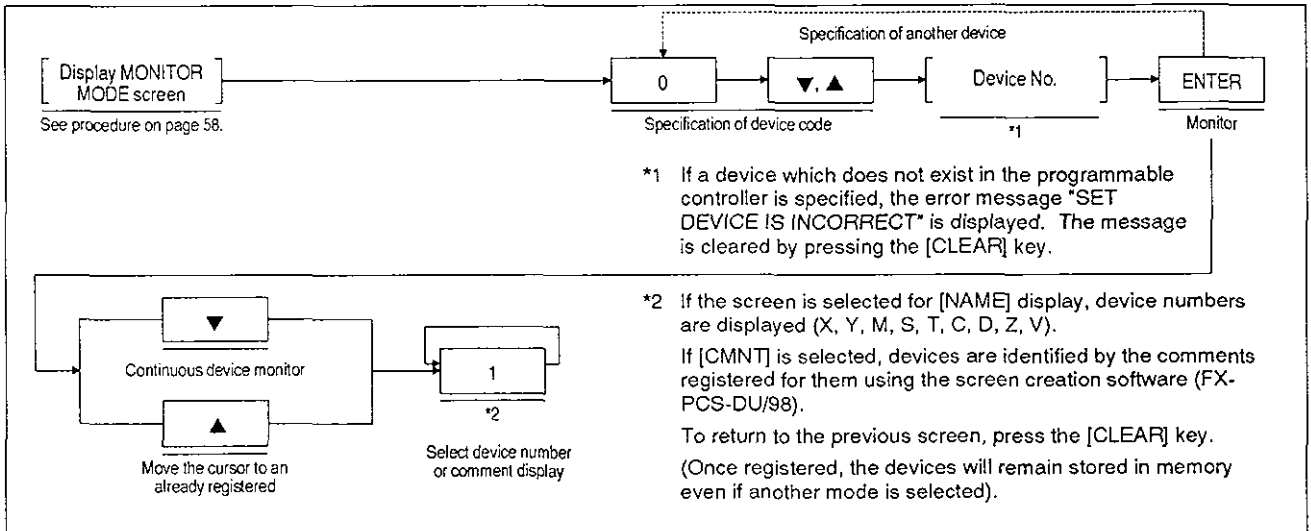 Specification of another device
Display MONITOR
MODE screen
0
▼, ▲
Device No.
ENTER
See procedure on page 58.
Specification of device code
*1
Monitor
*1 If a device which does not exist in the programmable
controller is specified, the error message "SET
DEVICE IS INCORRECT" is displayed. The message
is cleared by pressing the [CLEAR] key.
▼
Continuous device monitor
▲
Move the cursor to an
already registered
1
*2
Select device number
or comment display
*2 If the screen is selected for [NAME] display, device numbers
are displayed (X, Y, M, S, T, C, D, Z, V).
If [CMNT] is selected, devices are identified by the comments
registered for them using the screen creation software (FX-
PCS-DU/98).
To return to the previous screen, press the [CLEAR] key.
(Once registered, the devices will remain stored in memory
even if another mode is selected).